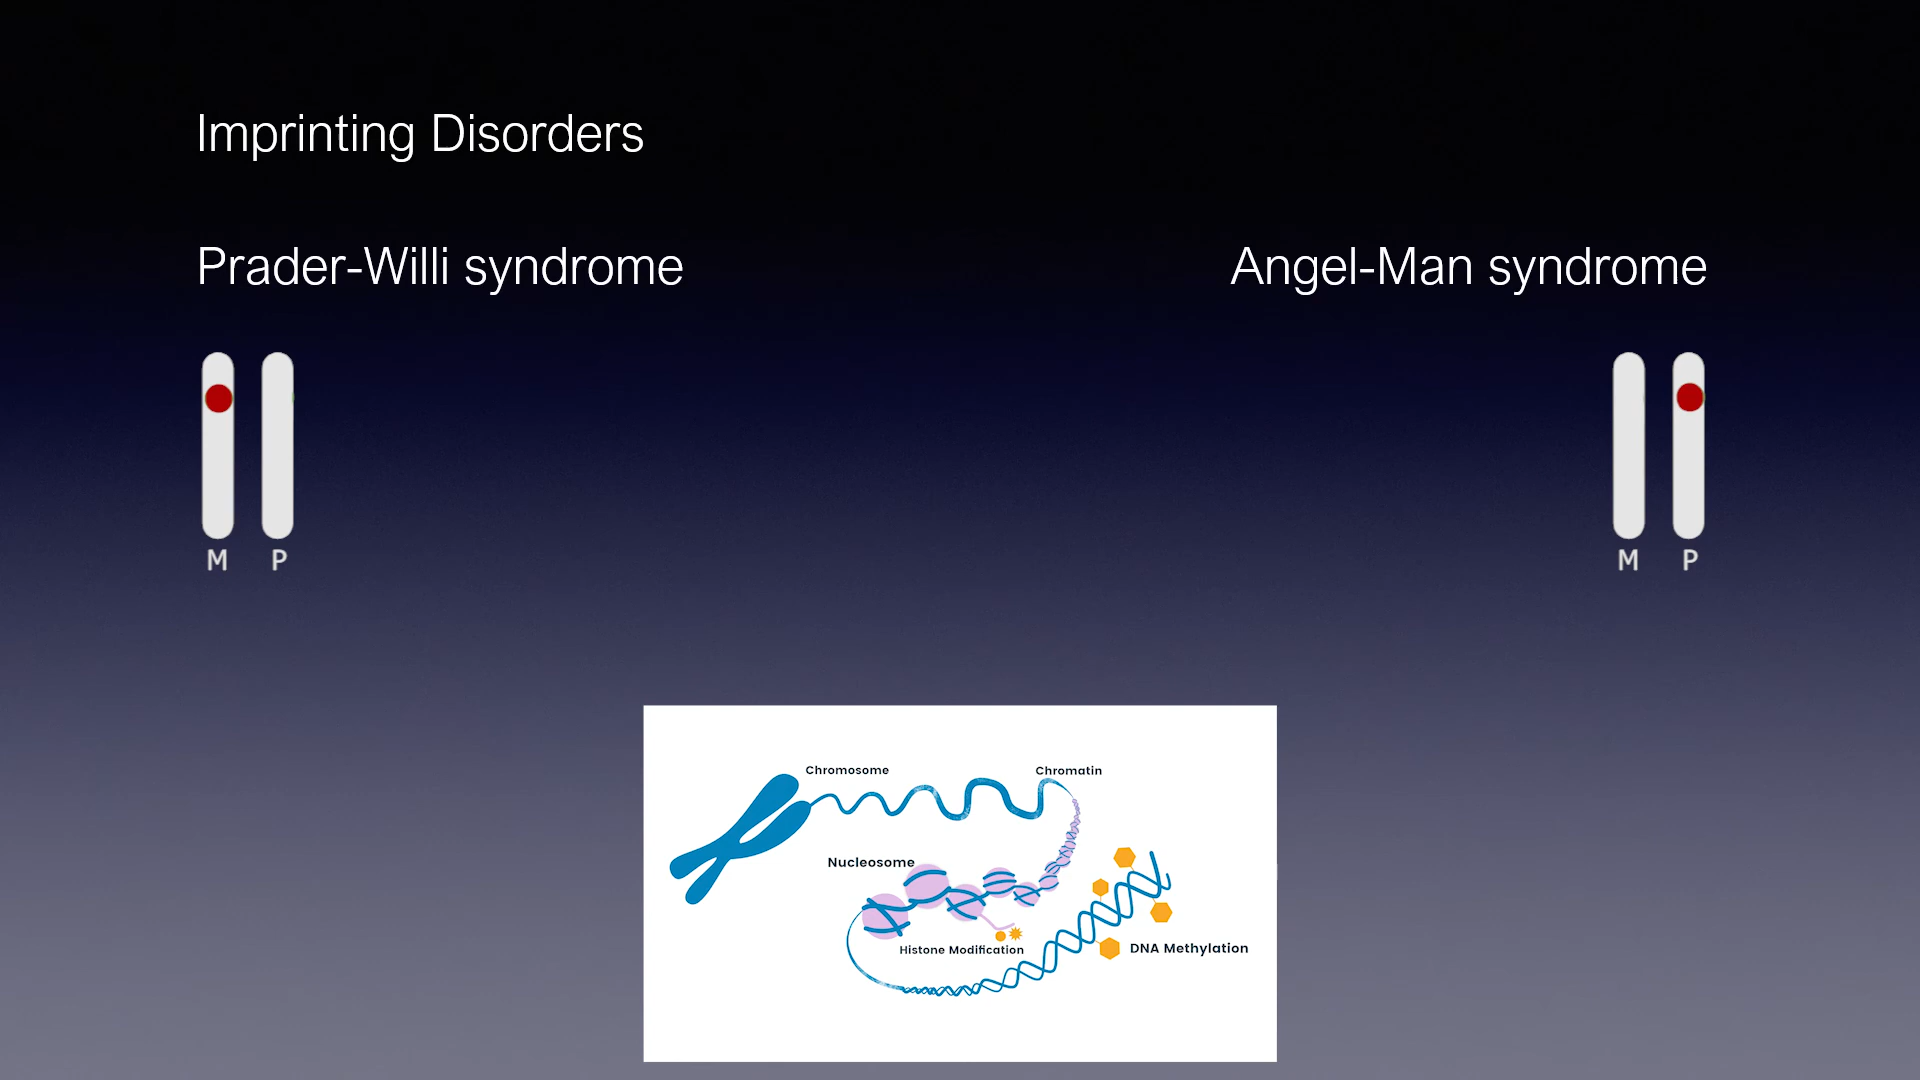 Imprinting Disorders
Prader-Willi syndrome
Angel-Man syndrome
M P
M P
Chromosome
Chromatin
Nucleosome
Histone Modification
DNA Methylation